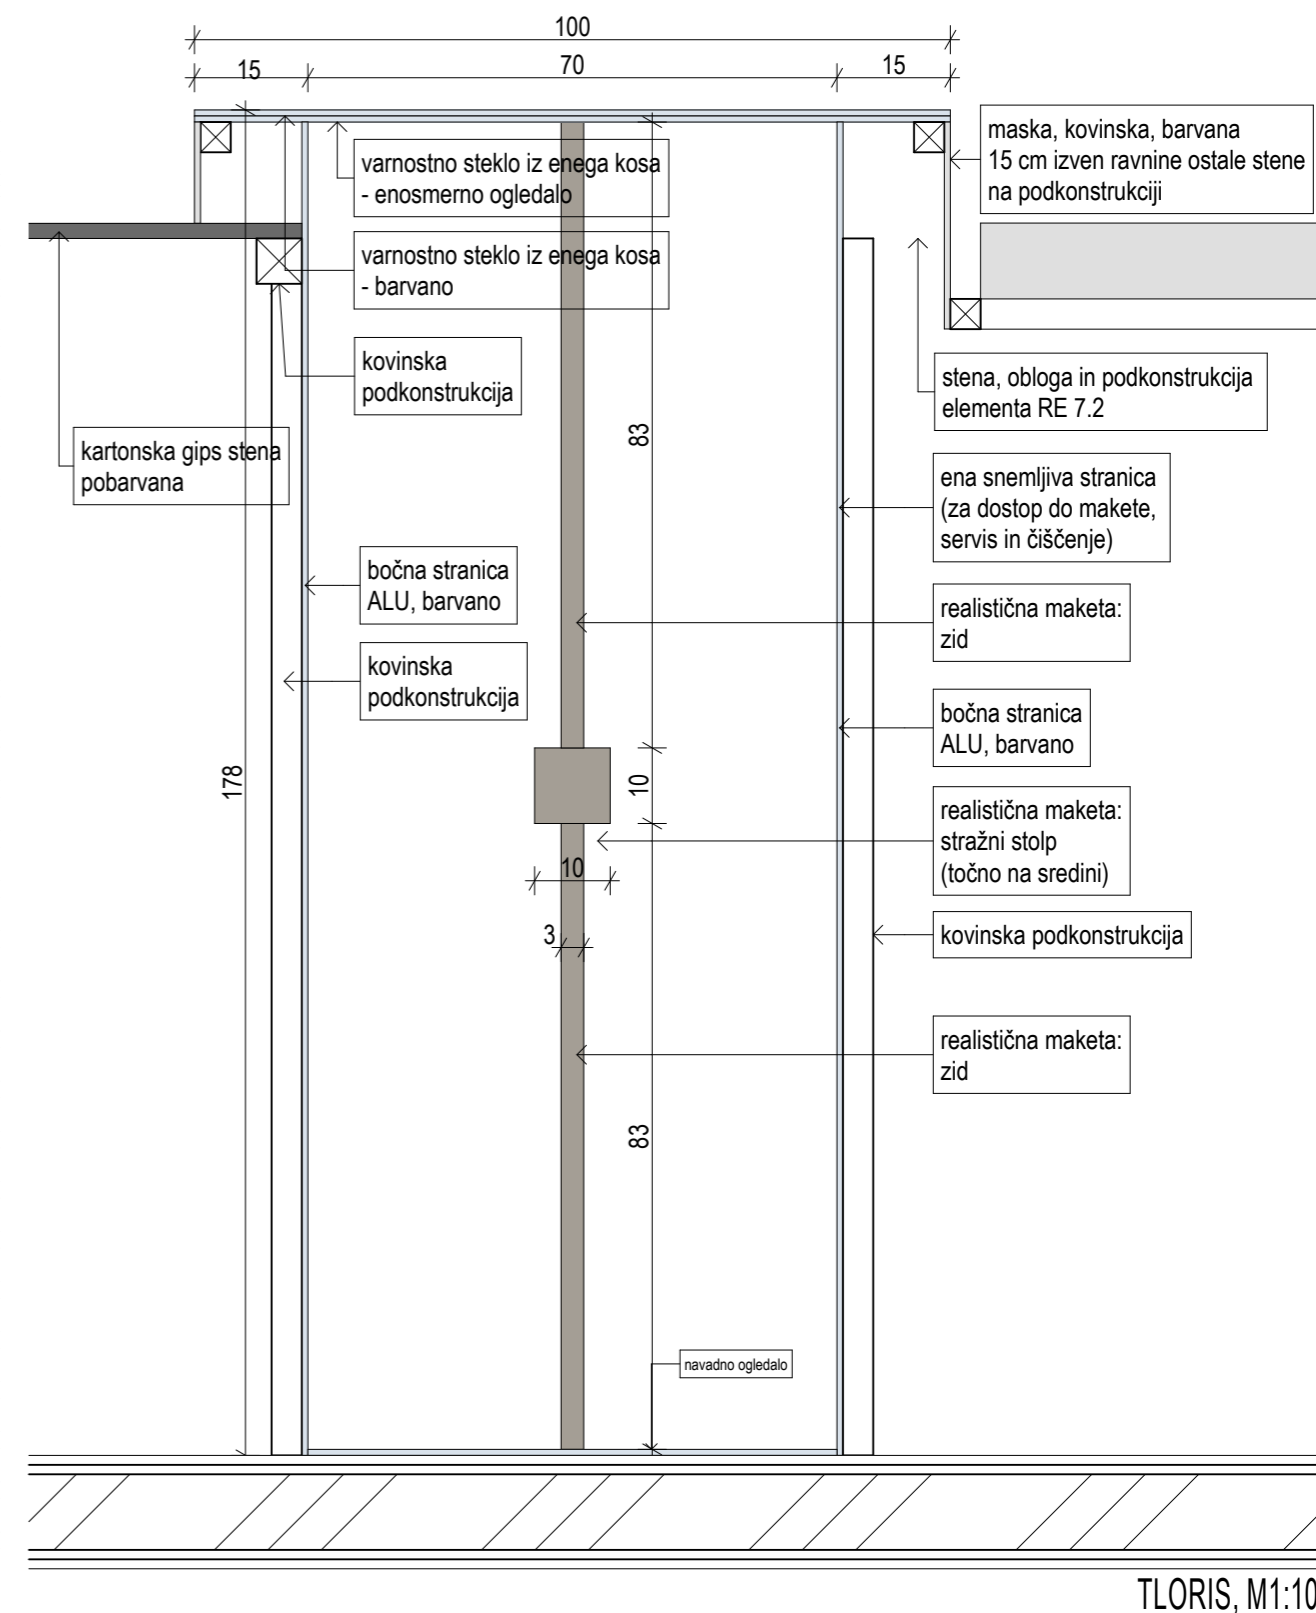 100
15
70
15
maska, kovinska, barvana
15 cm izven ravnine ostale stene
na podkonstrukciji
varnostno steklo iz enega kosa
- enosmerno ogledalo
varnostno steklo iz enega kosa
- barvano
kovinska
podkonstrukcija
stena, obloga in podkonstrukcija
elementa RE 7.2
kartonska gips stena
pobarvana
83
ena snemljiva stranica
(za dostop do makete,
servis in čiščenje)
bočna stranica
ALU, barvano
realistična maketa:
zid
kovinska
podkonstrukcija
bočna stranica
ALU, barvano
178
10
realistična maketa:
stražni stolp
(točno na sredini)
10
3
kovinska podkonstrukcija
realistična maketa:
zid
83
navadno ogledalo
TLORIS, M1:10